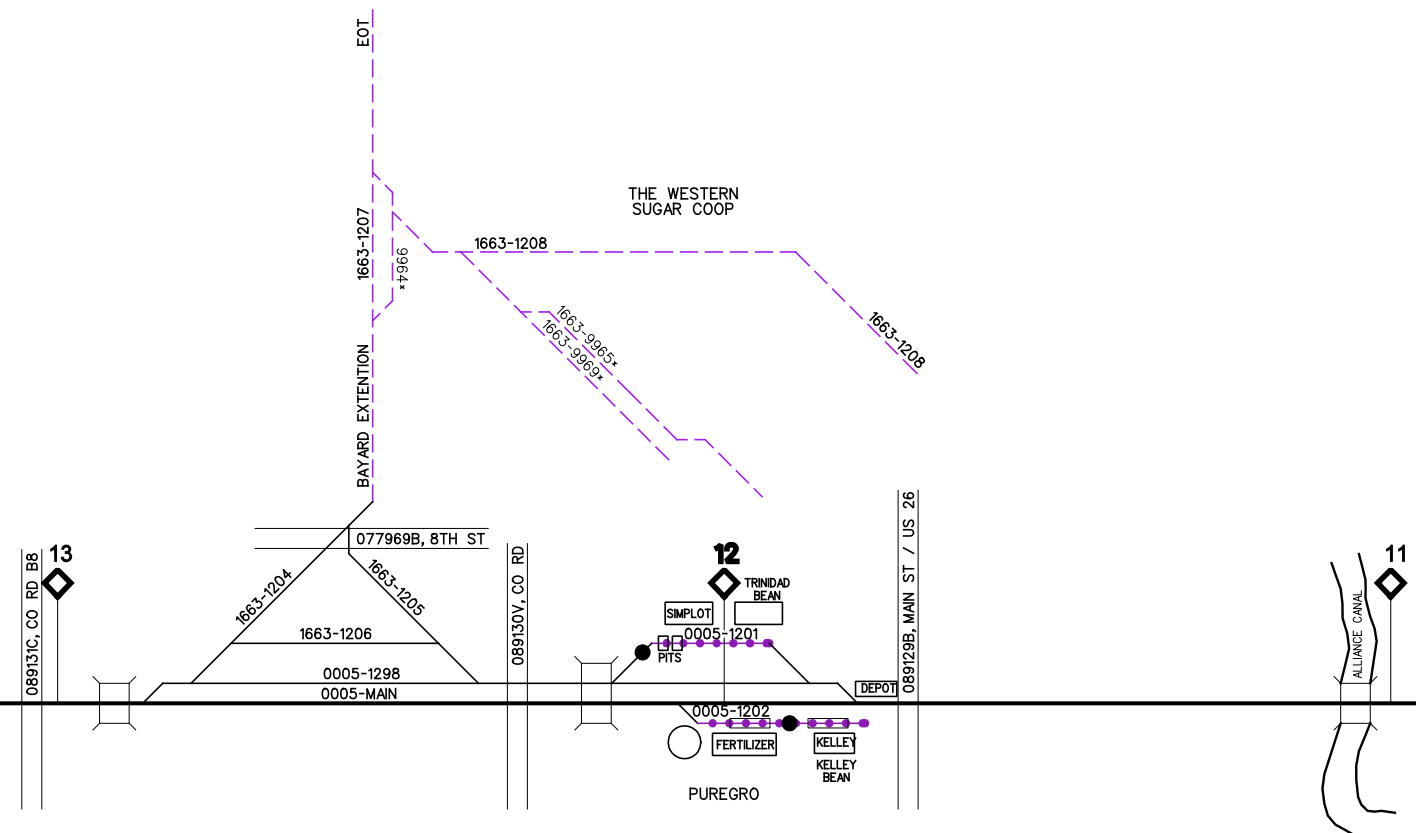 EOT
THE WESTERN
SUGAR COOP
1663-1207
9964*
1663-1208
1663-1208
1663-9965*
1663-9969*
BAYARD EXTENTION
077969B, 8TH ST
1663-1204
1663-1205
1663-1206
0005-1298
0005-MAIN
089131C, CO RD B8
13
089130V, CO RD
12
TRINIDAD
BEAN
SIMPLOT
0005-1201
PITS
DEPOT
089129B, MAIN ST / US 26
11
ALLIANCE CANAL
0005-1202
FERTILIZER
KELLEY
KELLEY
BEAN
PUREGRO